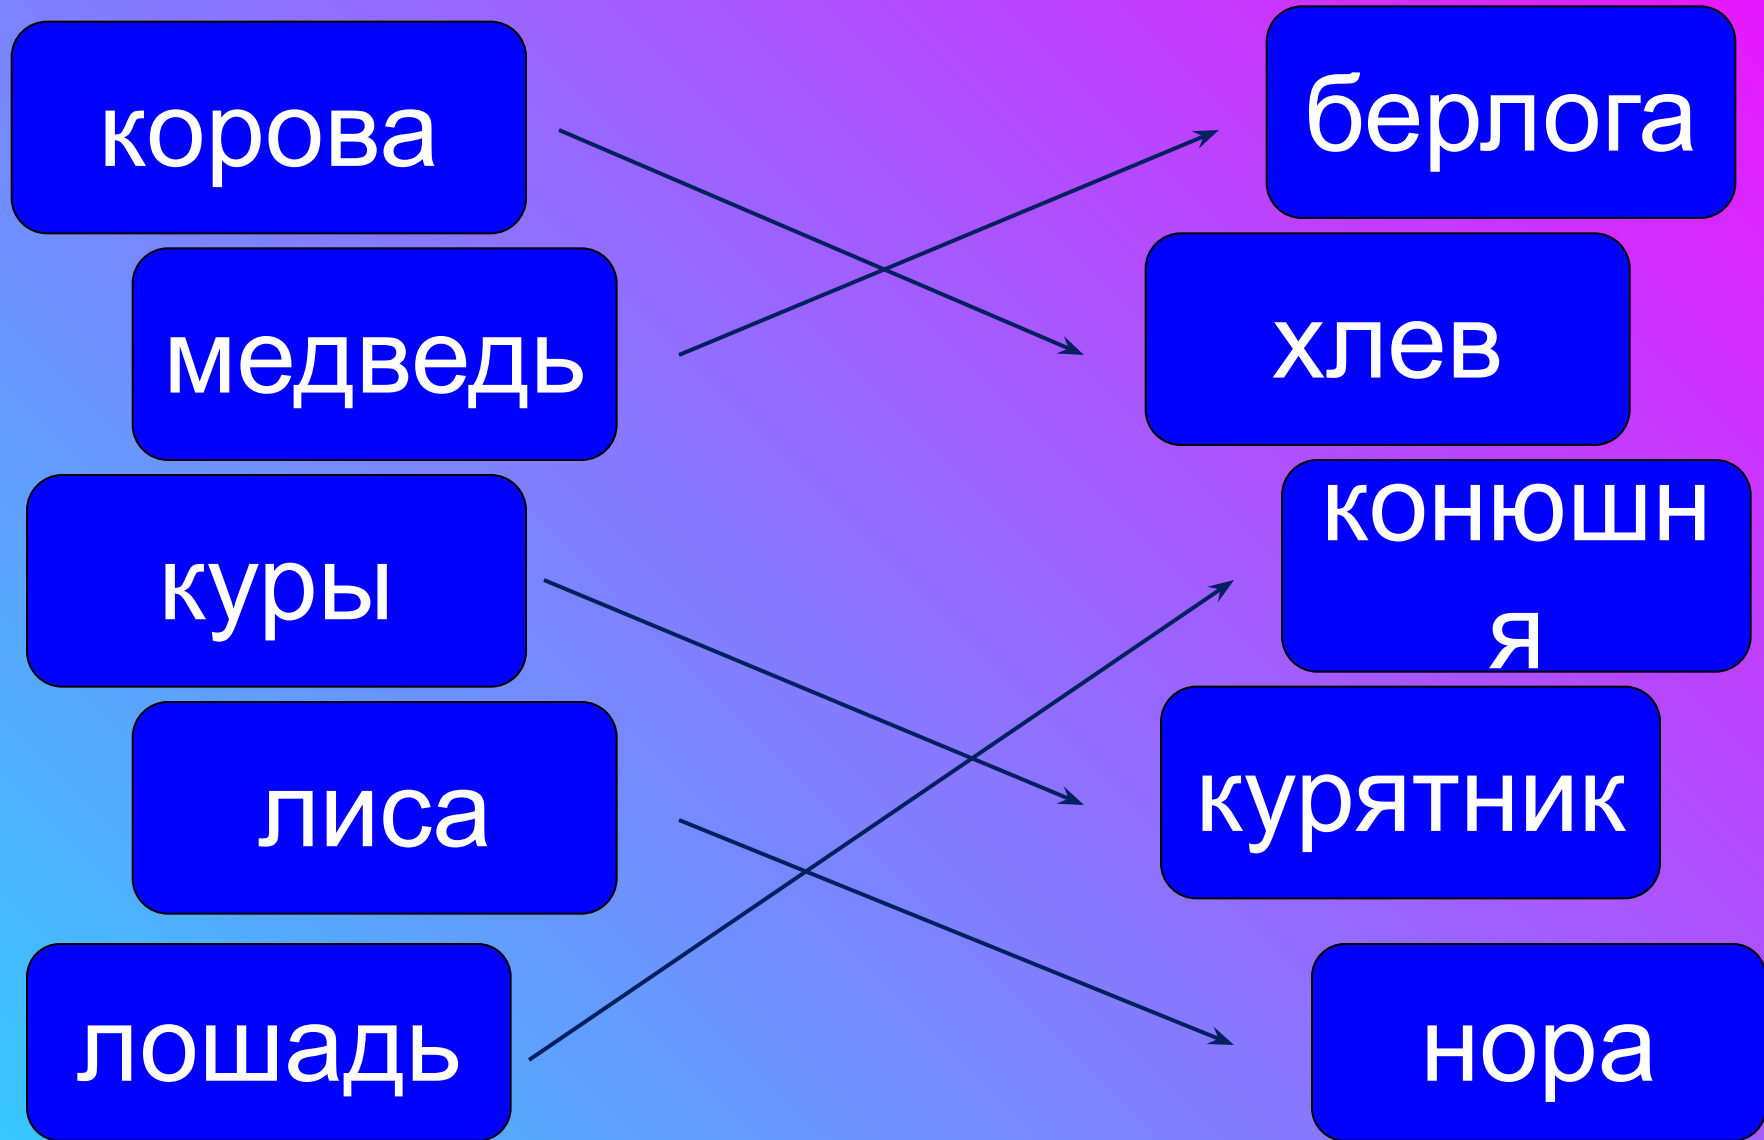 корова
медведь
куры
лиса
лошадь
берлога
хлев
конюшн
я
курятник
нора